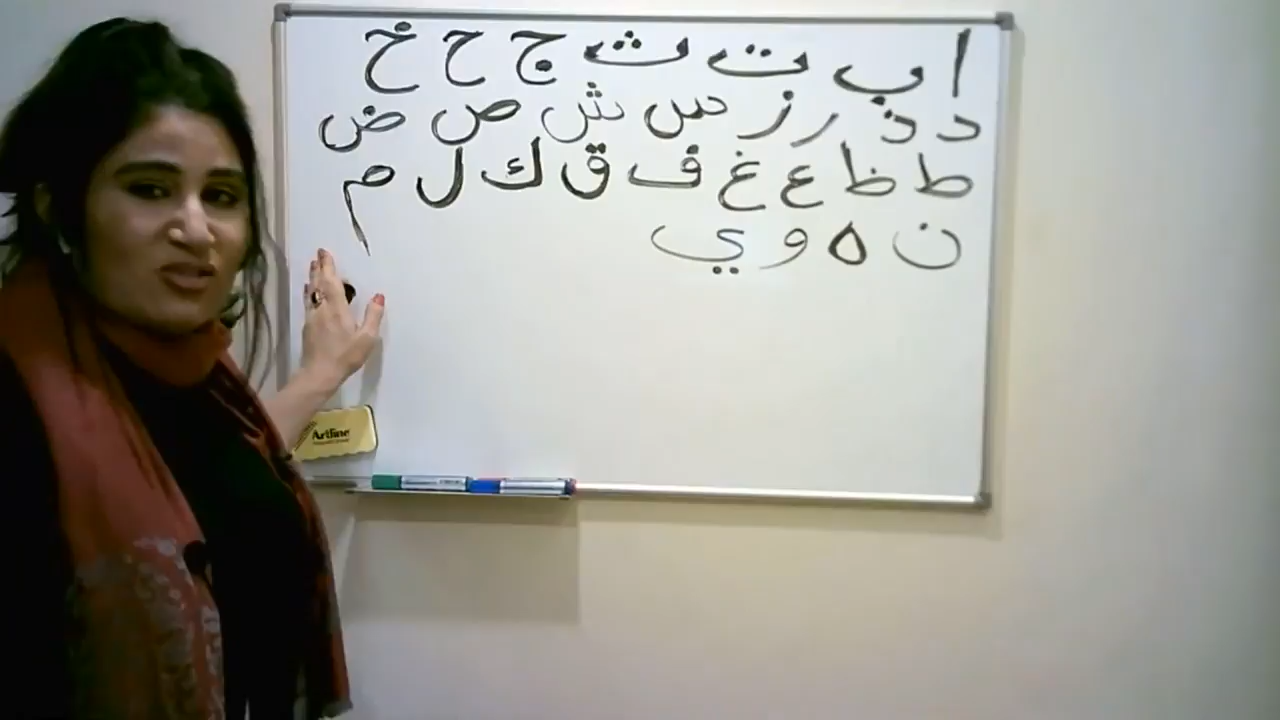 ا ب ت ث ج ح خ
د ذ ر ز س ش ص ض
ط ظ ع غ ف ق ك ل م
ن ه و ي
Artline